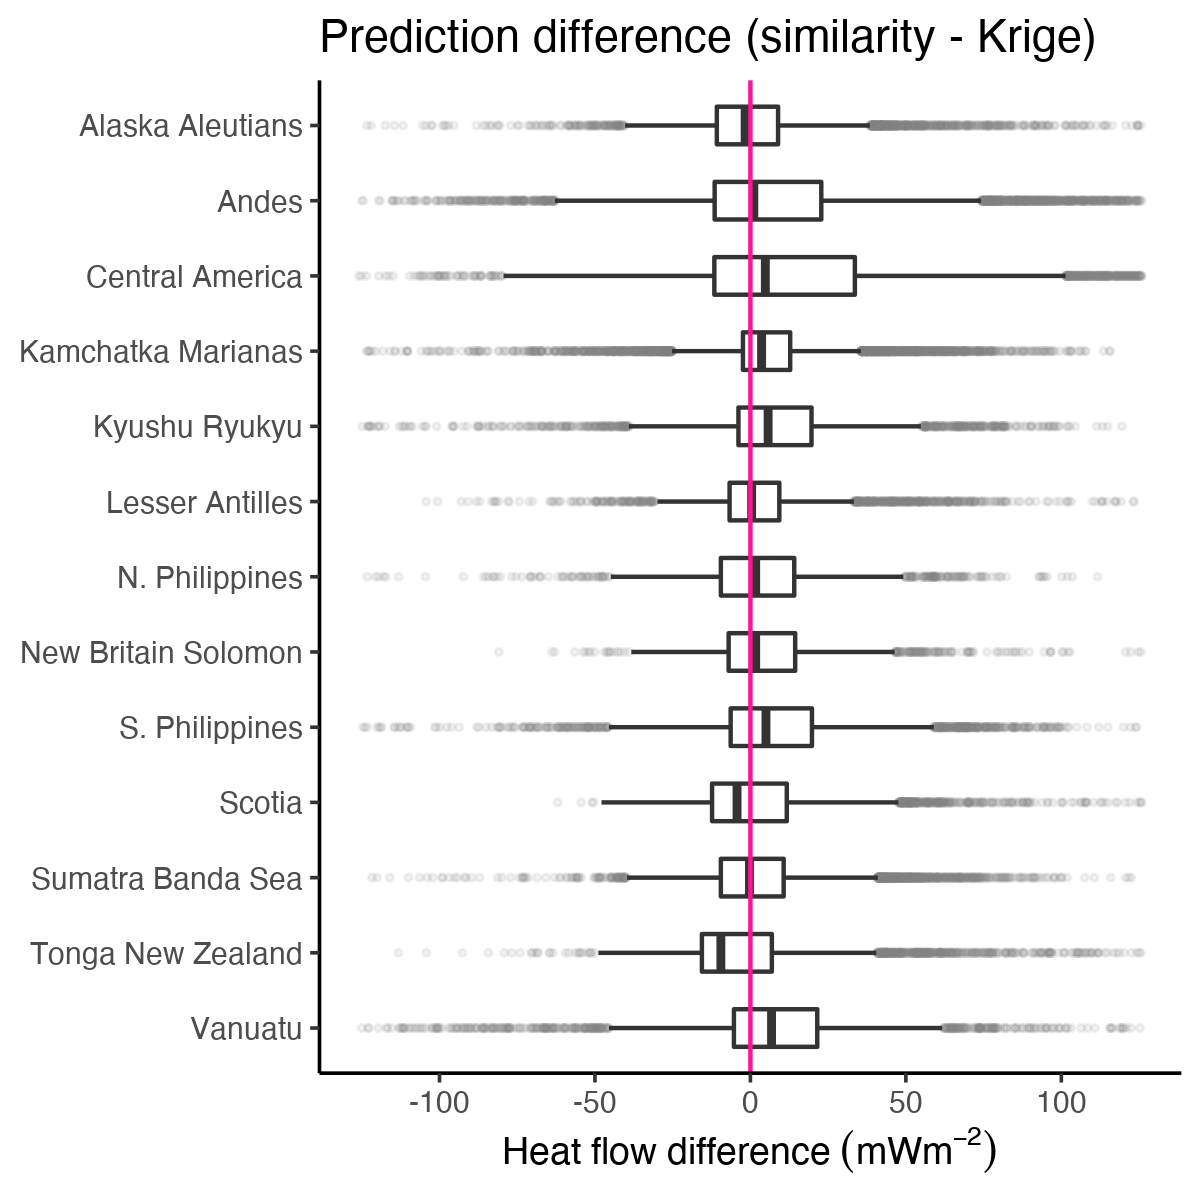 Prediction difference (similarity - Krige)
Alaska Aleutians
Andes
Central America
Kamchatka Marianas
Kyushu Ryukyu
Lesser Antilles
N. Philippines
New Britain Solomon
S. Philippines
Scotia
Sumatra Banda Sea
Tonga New Zealand
Vanuatu
-100 -50 0 50 100
Heat flow difference (mWm⁻²)